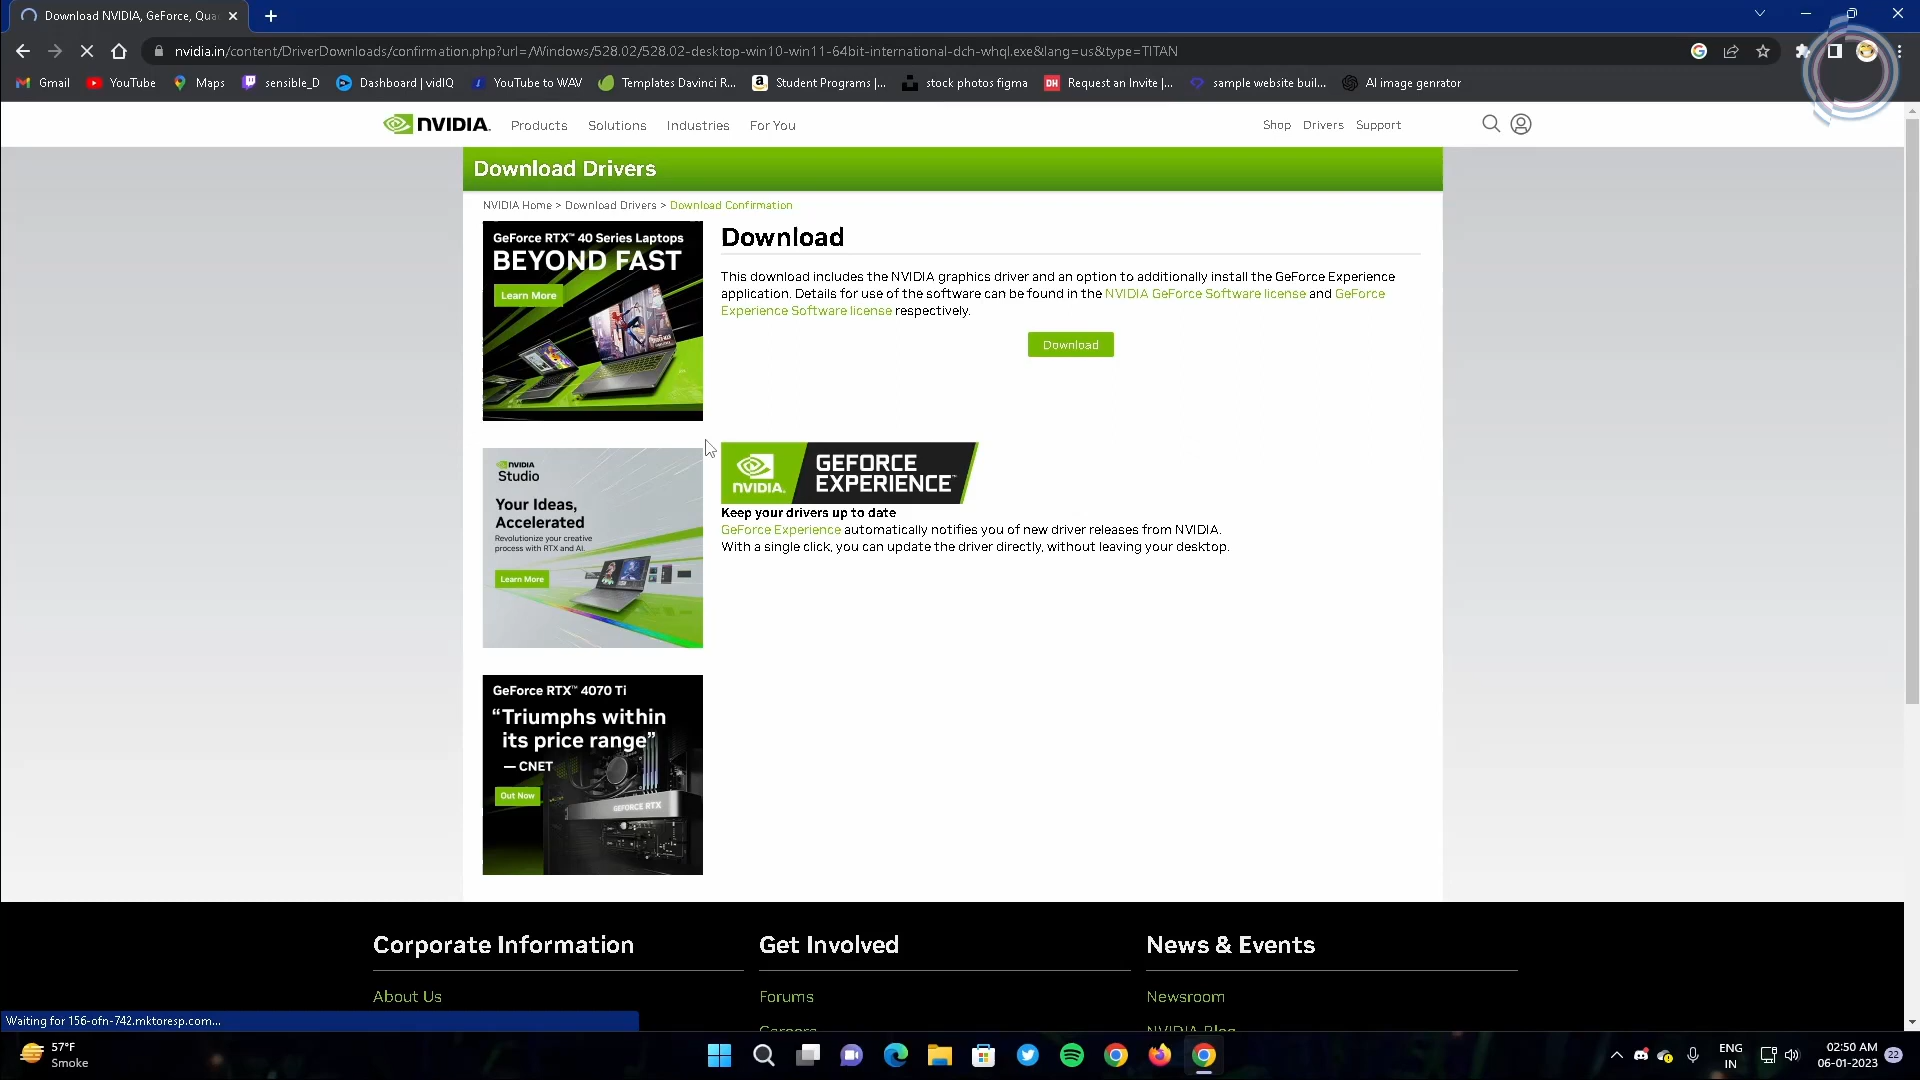 Download NVIDIA, GeForce, Qua
nvidia.in/content/DriverDownloads/confirmation.php?url=/Windows/528.02/528.02-desktop-win10-win11-64bit-international-dch-whql.exe&lang=us&type=TITAN
Gmail YouTube Maps sensible_D Dashboard | vidIQ YouTube to WAV Templates Davinci R... Student Programs |... stock photos figma DH Request an Invite |... sample website buil... AI image genrator
NVIDIA. Products Solutions Industries For You Shop Drivers Support
Download Drivers
NVIDIA Home > Download Drivers > Download Confirmation
GeForce RTX™ 40 Series Laptops
BEYOND FAST
Learn More
Download
This download includes the NVIDIA graphics driver and an option to additionally install the GeForce Experience
application. Details for use of the software can be found in the NVIDIA GeForce Software license and GeForce
Experience Software license respectively.
Download
NVIDIA
Studio
Your Ideas,
Accelerated
Revolutionize your creative
process with RTX and AI.
Learn More
NVIDIA.
GEFORCE
EXPERIENCE™
Keep your drivers up to date
GeForce Experience automatically notifies you of new driver releases from NVIDIA.
With a single click, you can update the driver directly, without leaving your desktop.
GeForce RTX™ 4070 Ti
“Triumphs within
its price range”
— CNET
Out Now
GEFORCE RTX
Corporate Information
About Us
Get Involved
Forums
Careers
News & Events
Newsroom
NVIDIA Blog
Waiting for 156-ofn-742.mktoresp.com...
57°F
Smoke
ENG
IN
02:50 AM
06-01-2023
22